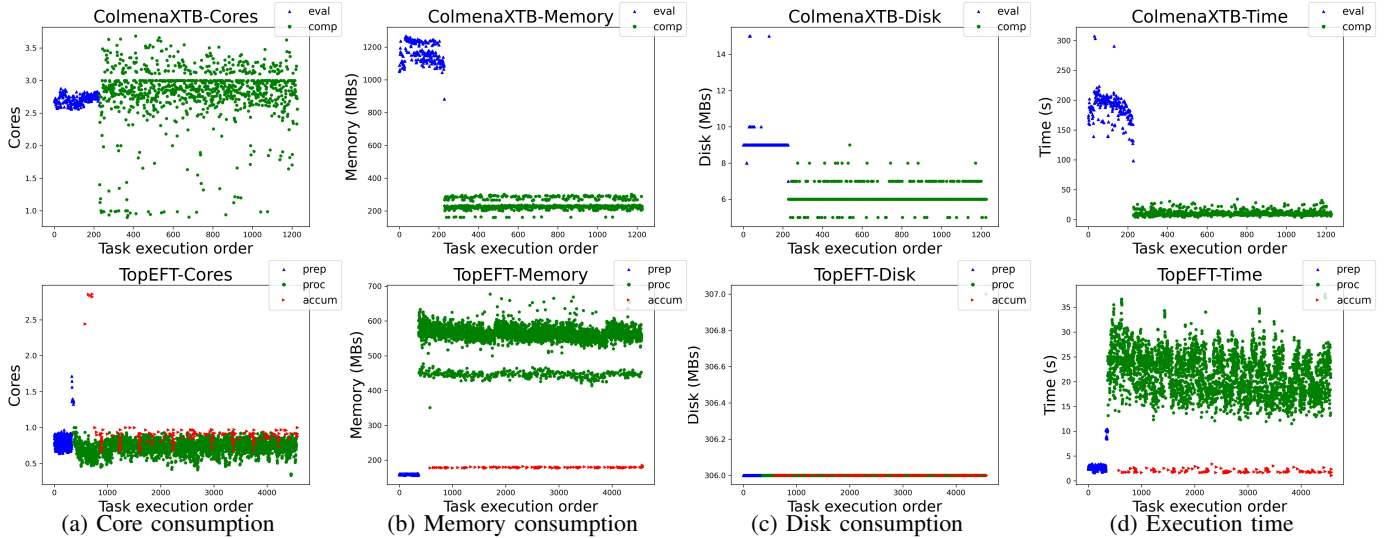 ColmenaXTB-Cores
eval
comp
Cores
3.5
3.0
2.5
2.0
1.5
1.0
0 200 400 600 800 1000 1200
Task execution order
ColmenaXTB-Memory
eval
comp
Memory (MBs)
1200
1000
800
600
400
200
0 200 400 600 800 1000 1200
Task execution order
ColmenaXTB-Disk
eval
comp
Disk (MBs)
14
12
10
8
6
0 200 400 600 800 1000 1200
Task execution order
ColmenaXTB-Time
eval
comp
Time (s)
300
250
200
150
100
50
0
0 200 400 600 800 1000 1200
Task execution order
TopEFT-Cores
prep
proc
accum
Cores
2.5
2.0
1.5
1.0
0.5
0 1000 2000 3000 4000
Task execution order
TopEFT-Memory
prep
proc
accum
Memory (MBs)
700
600
500
400
300
200
0 1000 2000 3000 4000
Task execution order
TopEFT-Disk
prep
proc
accum
Disk (MBs)
307.0
306.8
306.6
306.4
306.2
306.0
0 1000 2000 3000 4000
Task execution order
TopEFT-Time
prep
proc
accum
Time (s)
35
30
25
20
15
10
5
0
0 1000 2000 3000 4000
Task execution order
(a) Core consumption
(b) Memory consumption
(c) Disk consumption
(d) Execution time